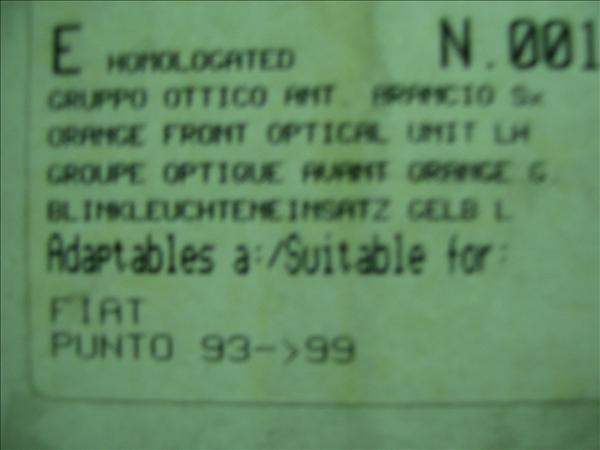 E HOMOLOGATED N.001
GRUPPO OTTICO ANT. ARANCIO Sx
ORANGE FRONT OPTICAL UNIT LH
GROUPE OPTIQUE AVANT ORANGE G.
BLINKLEUCHTENEINSATZ GELB L
Adaptables a:/Suitable for:
FIAT
PUNTO 93->99